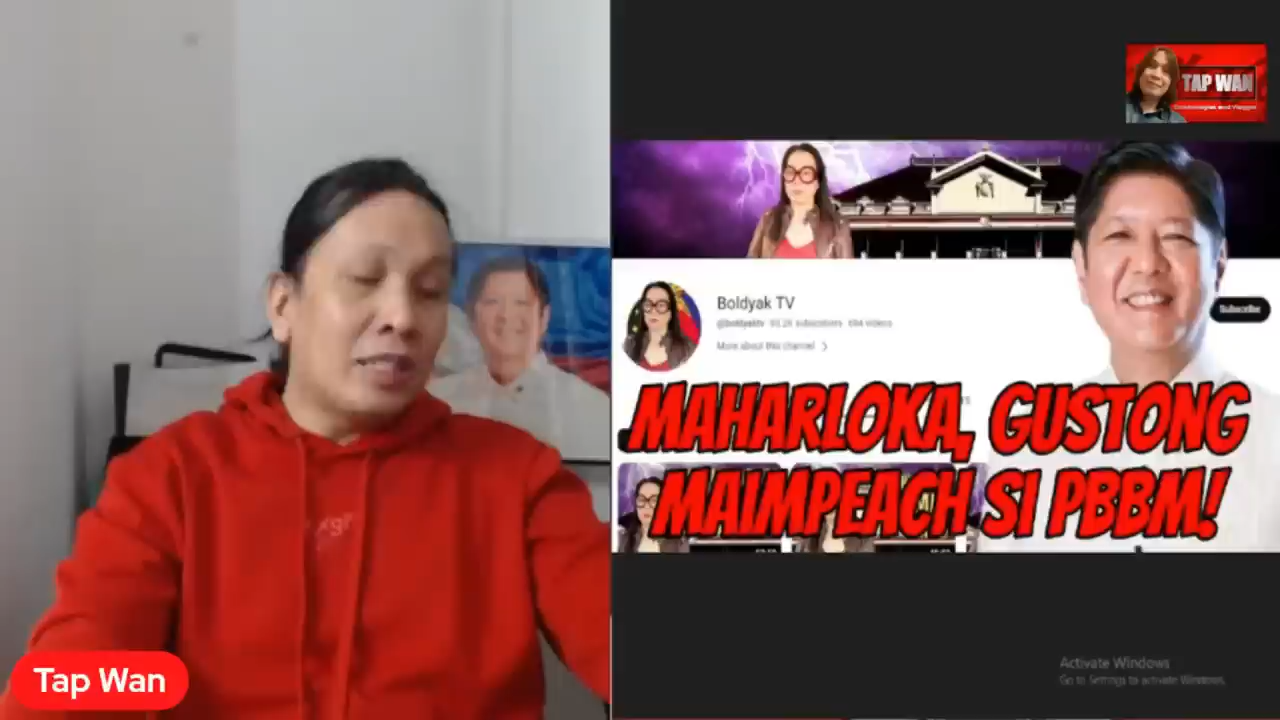 TAP WAN
Boldyak TV
@boldyaktv
More about this channel >
Subscribe
MAHARLOKA, GUSTONG
MAIMPEACH SI PBBM!
Activate Windows
Go to Settings to activate Windows.
Tap Wan